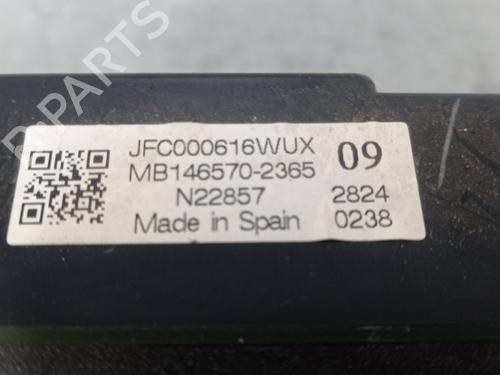 B-PARTS
JFC000616WUX
09
MB146570-2365
N22857
2824
Made in Spain
0238